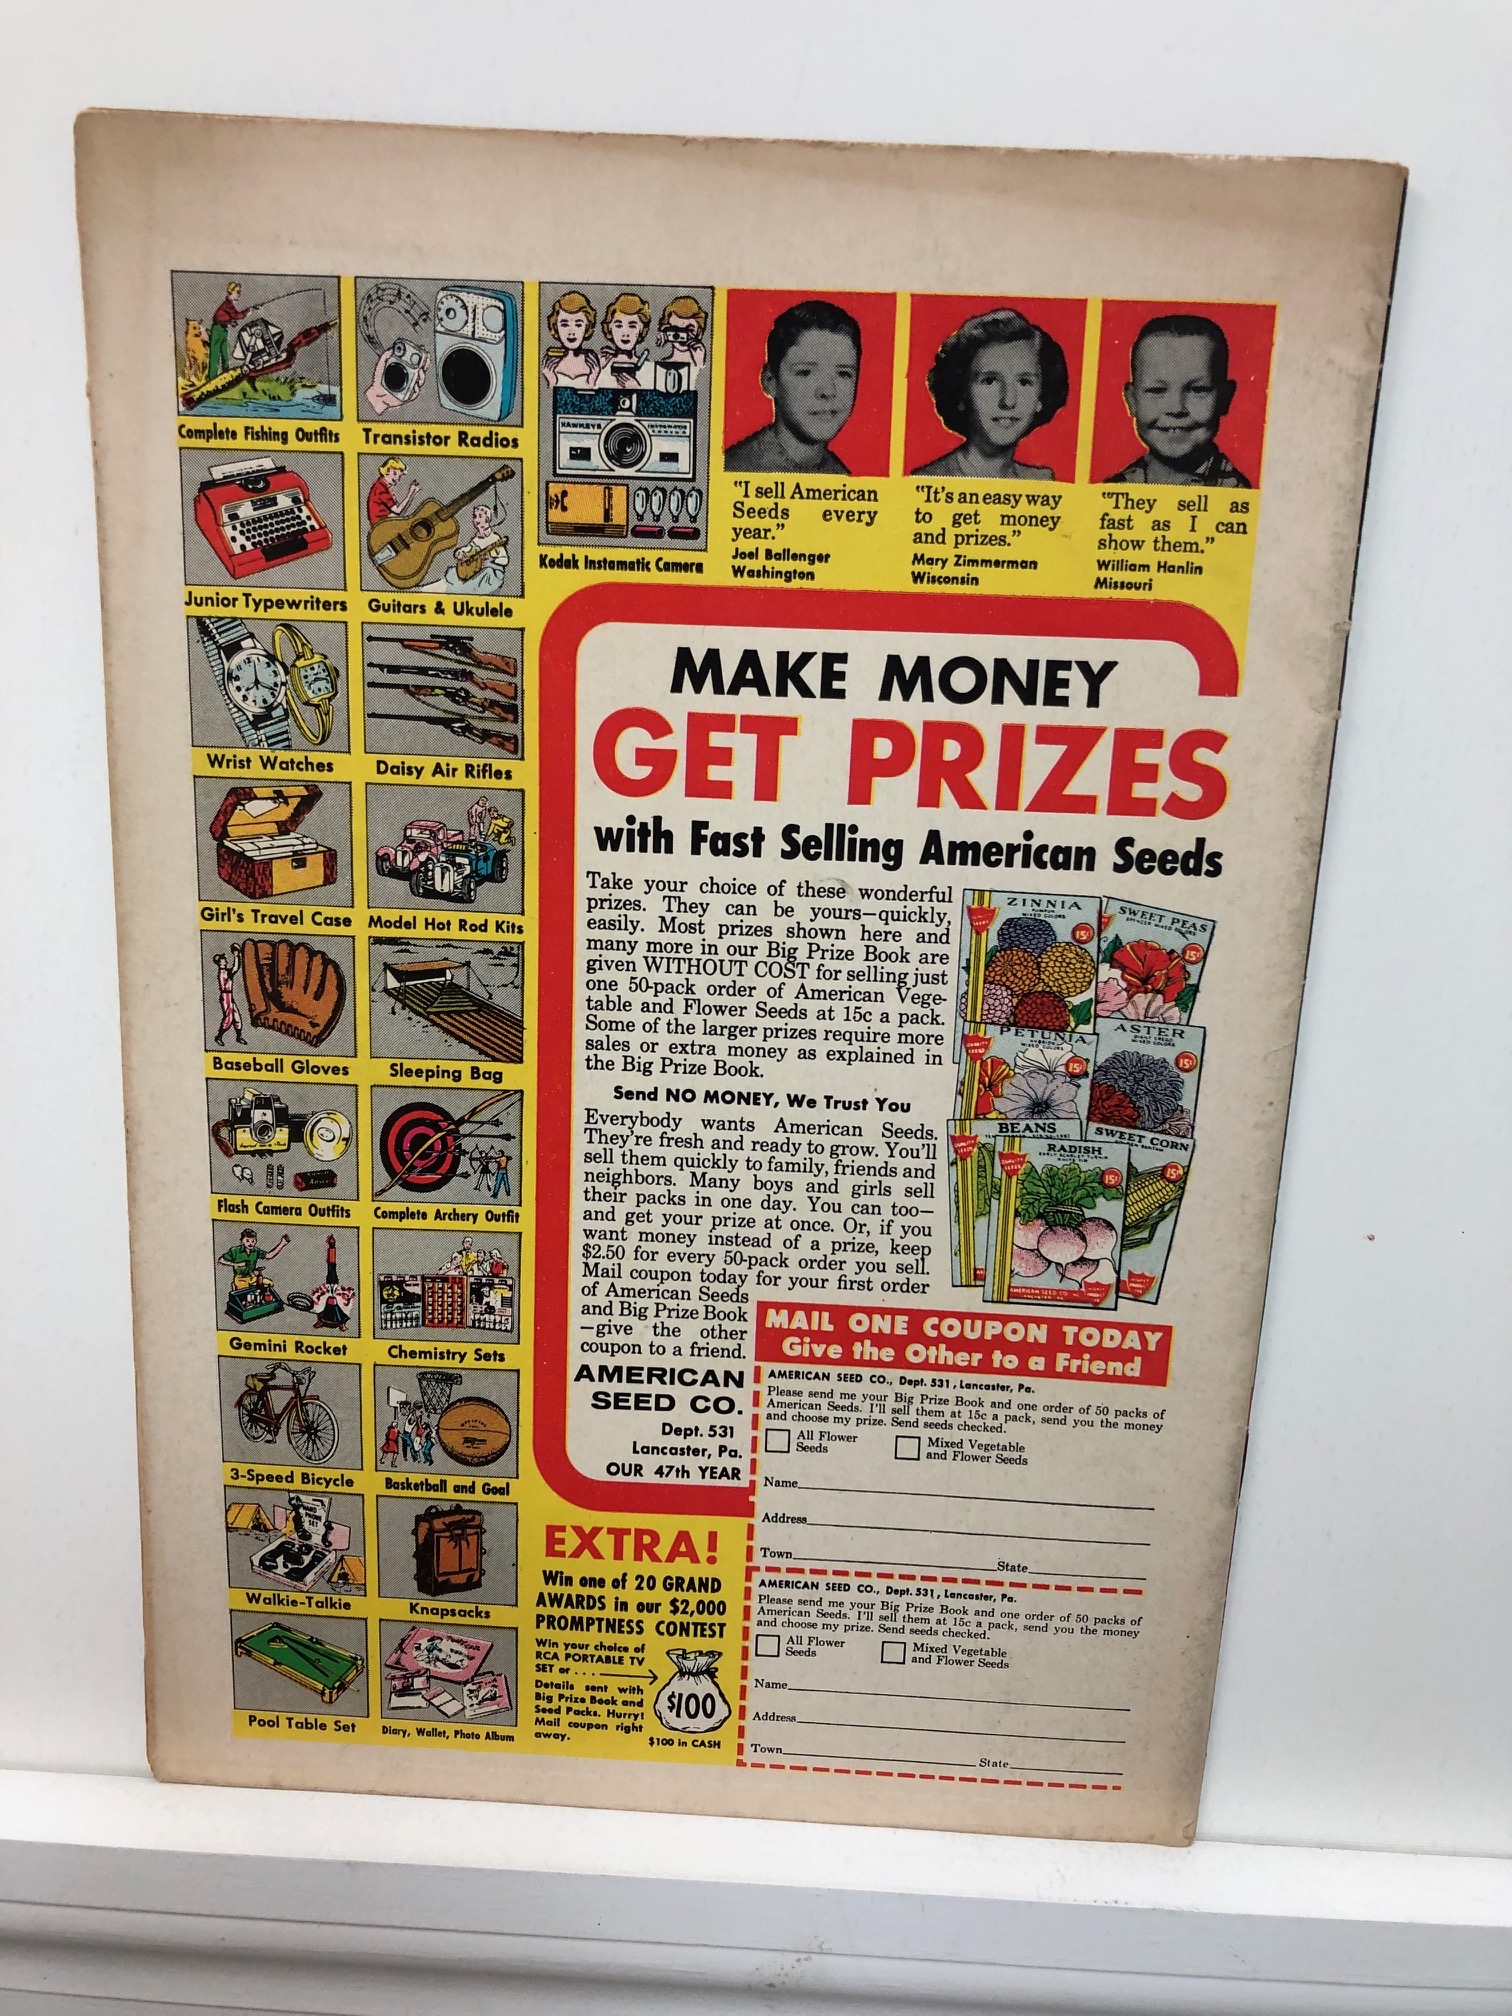 Complete Fishing Outfits
Transistor Radios
Junior Typewriters
Guitars & Ukulele
Wrist Watches
Daisy Air Rifles
Girl's Travel Case
Model Hot Rod Kits
Baseball Gloves
Sleeping Bag
Flash Camera Outfits
Complete Archery Outfit
Gemini Rocket
Chemistry Sets
3-Speed Bicycle
Basketball and Goal
Walkie-Talkie
Knapsacks
Pool Table Set
Diary, Wallet, Photo Album
HAWKEYE
Kodak Instamatic Camera
"I sell American
Seeds every
year."
Joel Ballenger
Washington
"It's an easy way
to get money
and prizes."
Mary Zimmerman
Wisconsin
"They sell as
fast as I can
show them."
William Hanlin
Missouri
MAKE MONEY
GET PRIZES
with Fast Selling American Seeds
Take your choice of these wonderful
prizes. They can be yours—quickly,
easily. Most prizes shown here and
many more in our Big Prize Book are
given WITHOUT COST for selling just
one 50-pack order of American Vege-
table and Flower Seeds at 15c a pack.
Some of the larger prizes require more
sales or extra money as explained in
the Big Prize Book.
Send NO MONEY, We Trust You
Everybody wants American Seeds.
They're fresh and ready to grow. You'll
sell them quickly to family, friends and
neighbors. Many boys and girls sell
their packs in one day. You can too—
and get your prize at once. Or, if you
want money instead of a prize, keep
$2.50 for every 50-pack order you sell.
Mail coupon today for your first order
of American Seeds
and Big Prize Book
—give the other
coupon to a friend.
ZINNIA
MIXED COLORS
15¢
SWEET PEAS
15¢
PETUNIA
MIXED COLORS
15¢
ASTER
MIXED COLORS
15¢
BEANS
SWEET CORN
15¢
RADISH
15¢
AMERICAN SEED CO.
AMERICAN
SEED CO.
Dept. 531
Lancaster, Pa.
OUR 47th YEAR
MAIL ONE COUPON TODAY
Give the Other to a Friend
AMERICAN SEED CO., Dept. 531, Lancaster, Pa.
Please send me your Big Prize Book and one order of 50 packs of
American Seeds. I'll sell them at 15c a pack, send you the money
and choose my prize. Send seeds checked.
All Flower
Seeds
Mixed Vegetable
and Flower Seeds
Name
Address
Town State
AMERICAN SEED CO., Dept. 531, Lancaster, Pa.
Please send me your Big Prize Book and one order of 50 packs of
American Seeds. I'll sell them at 15c a pack, send you the money
and choose my prize. Send seeds checked.
All Flower
Seeds
Mixed Vegetable
and Flower Seeds
Name
Address
Town State
EXTRA!
Win one of 20 GRAND
AWARDS in our $2,000
PROMPTNESS CONTEST
Win your choice of
RCA PORTABLE TV
SET or . . .
Details sent with
Big Prize Book and
Seed Packs. Hurry!
Mail coupon right
away.
$100
$100 in CASH